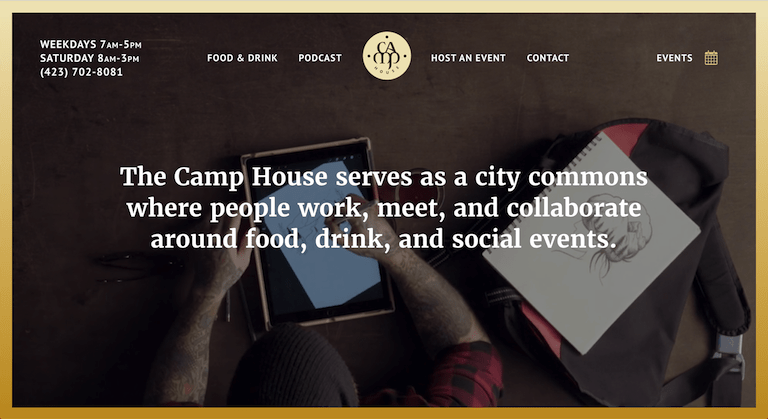 WEEKDAYS 7AM-5PM
SATURDAY 8AM-3PM
(423) 702-8081
FOOD & DRINK
PODCAST
CAMP
HOUSE
HOST AN EVENT
CONTACT
EVENTS
The Camp House serves as a city commons
where people work, meet, and collaborate
around food, drink, and social events.